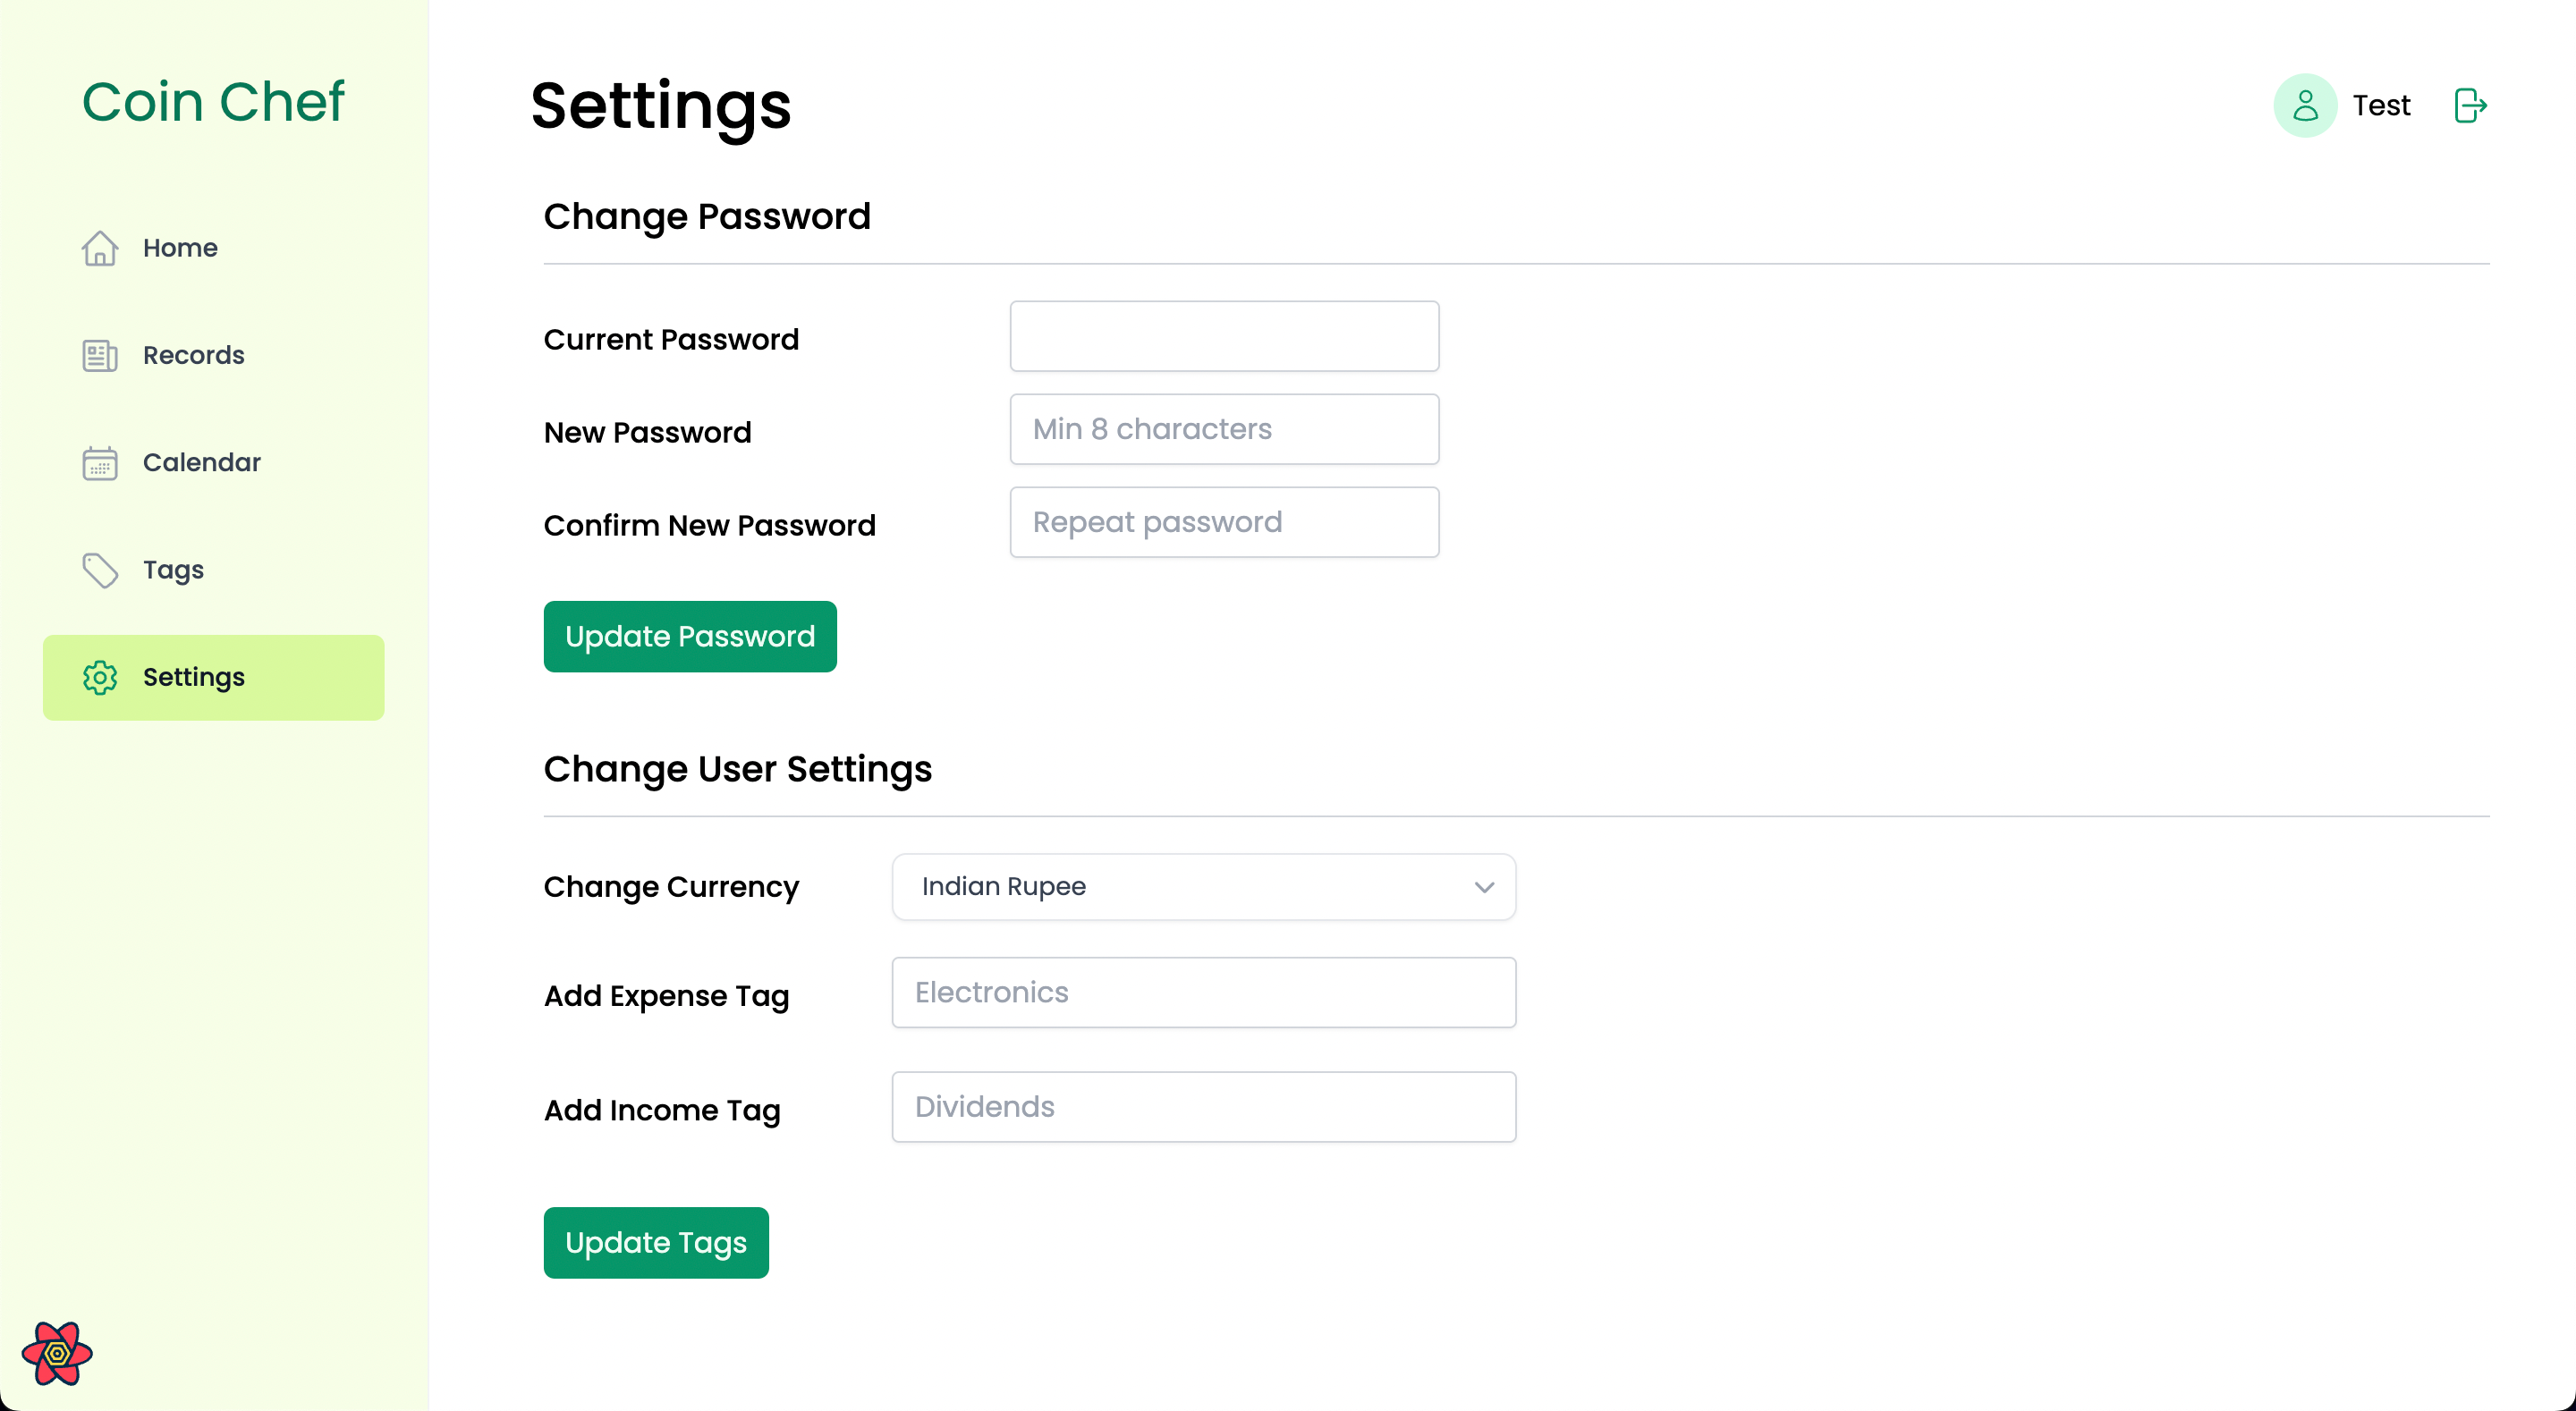 Coin Chef
Home
Records
Calendar
Tags
Settings
Settings
Test
Change Password
Current Password
New Password
Min 8 characters
Confirm New Password
Repeat password
Update Password
Change User Settings
Change Currency
Indian Rupee
Add Expense Tag
Electronics
Add Income Tag
Dividends
Update Tags